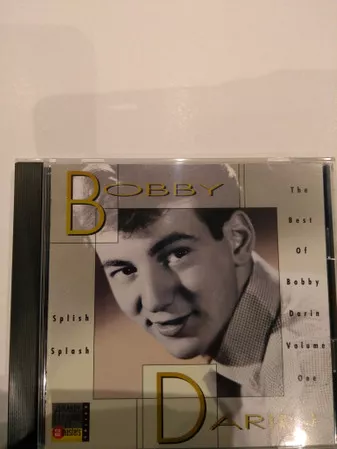 BOBBY
DARIN
Splish
Splash
The
Best
Of
Bobby
Darin
Volume
One